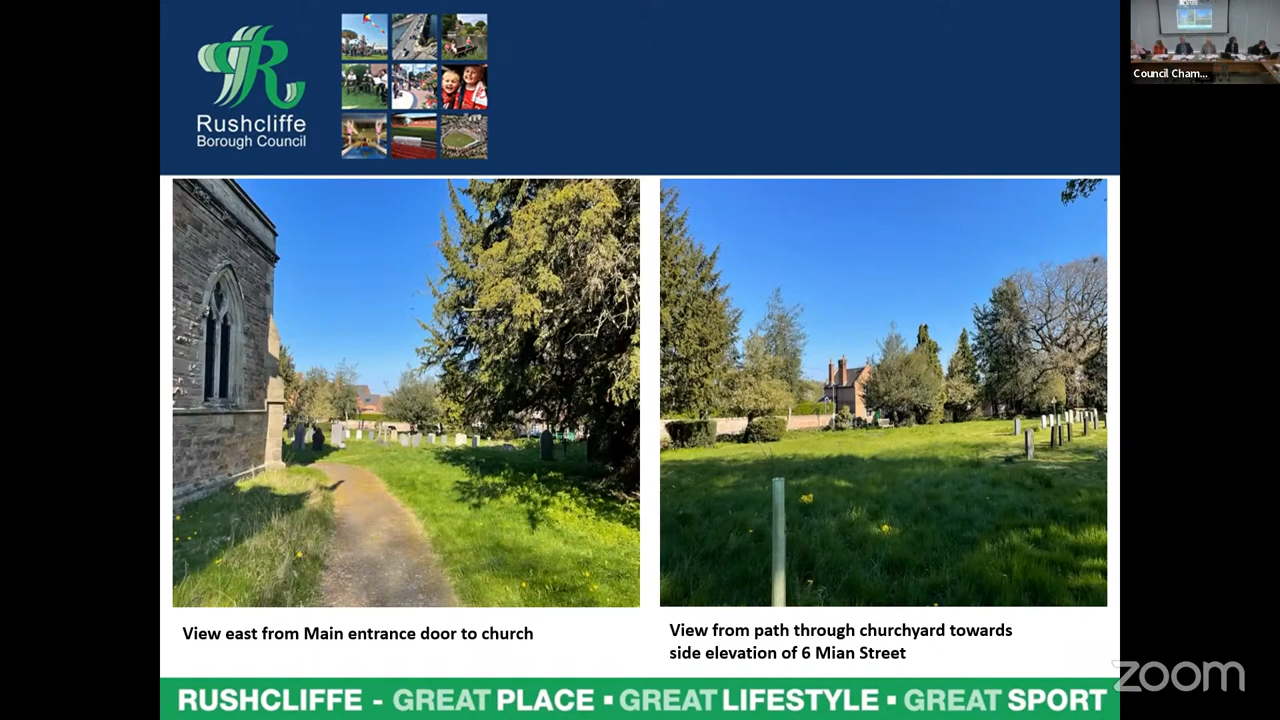 Rushcliffe
Borough Council
Council Cham...
View east from Main entrance door to church
View from path through churchyard towards
side elevation of 6 Mian Street
RUSHCLIFFE - GREAT PLACE ▪ GREAT LIFESTYLE ▪ GREAT SPORT
zoom